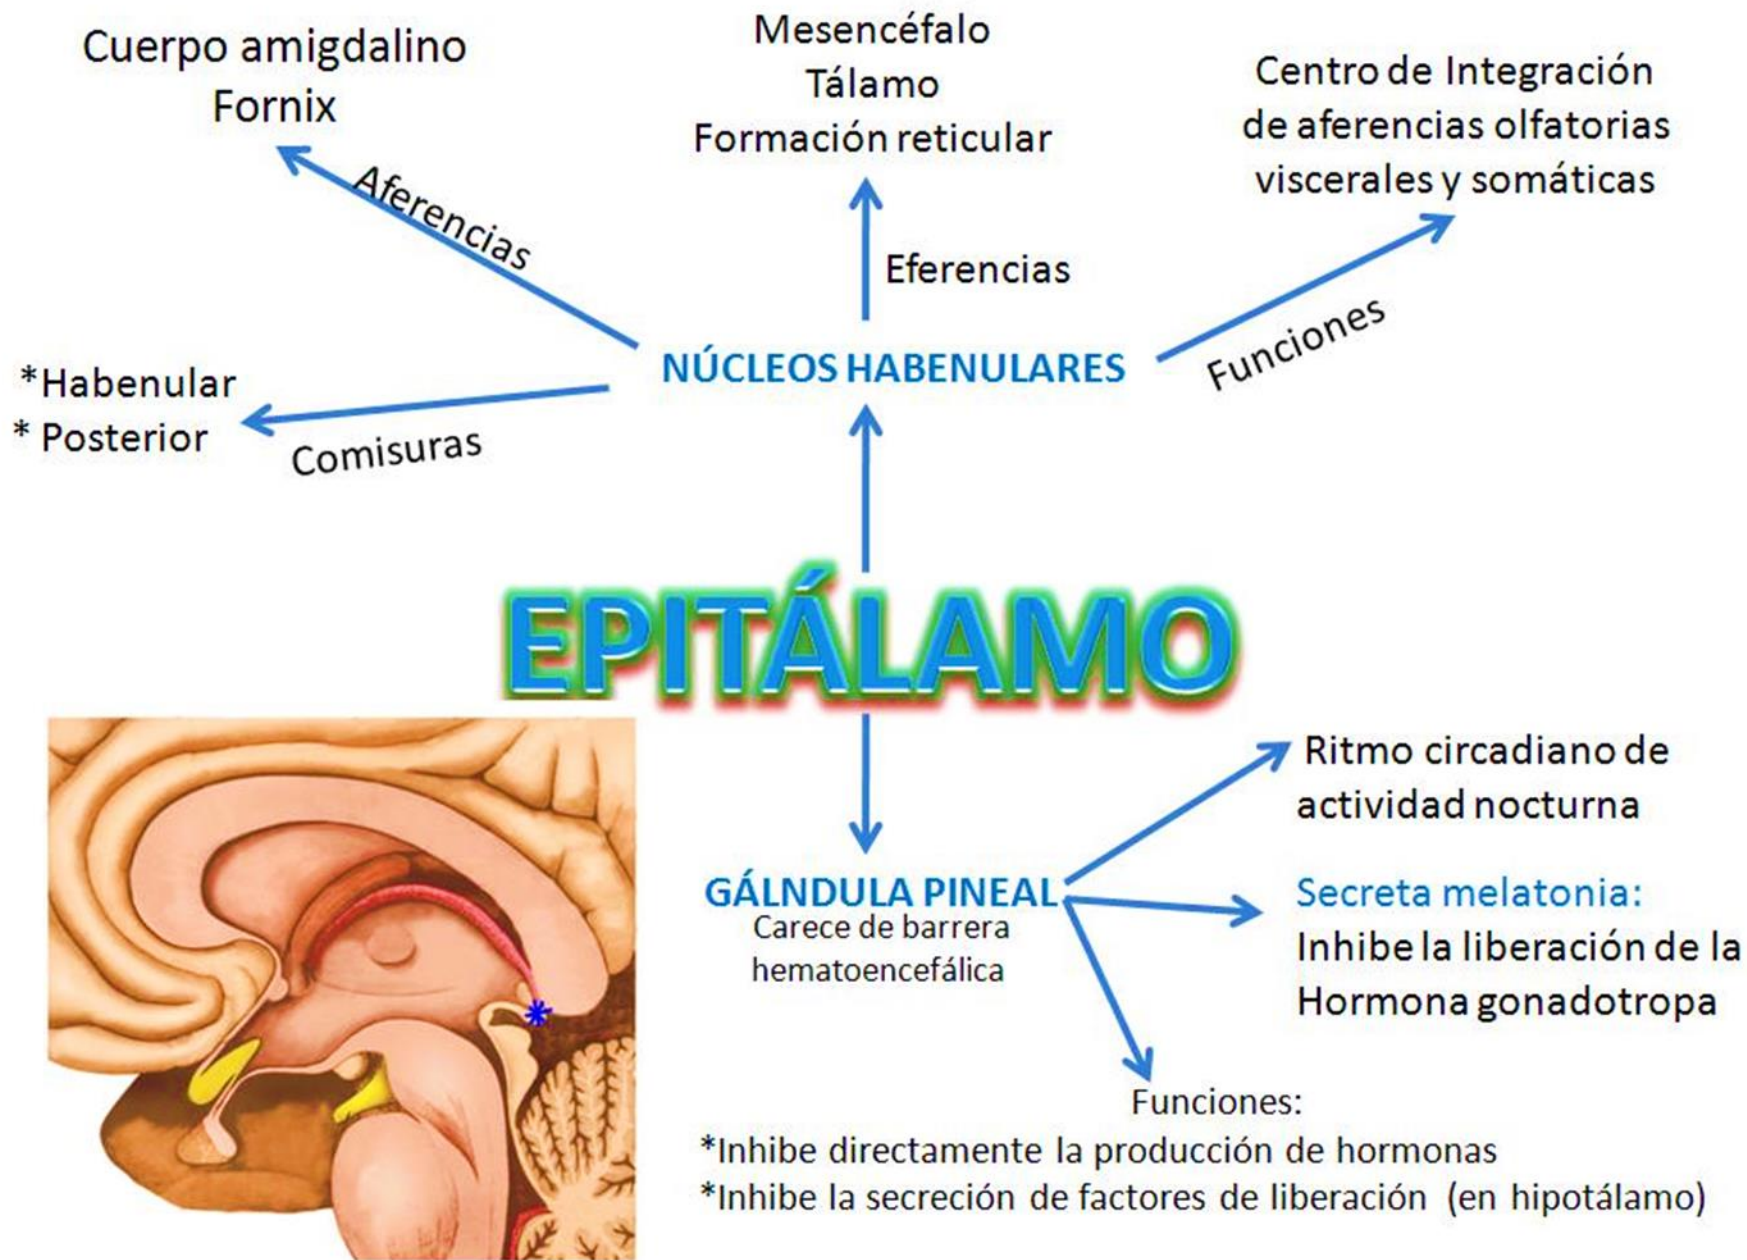 Cuerpo amigdalino
Fornix
Mesencéfalo
Tálamo
Formación reticular
Centro de Integración
de aferencias olfatorias
viscerales y somáticas
Aferencias
Eferencias
Funciones
NÚCLEOS HABENULARES
*Habenular
* Posterior
Comisuras
EPITÁLAMO
GÁLNDULA PINEAL
Carece de barrera
hematoencefálica
Ritmo circadiano de
actividad nocturna
Secreta melatonia:
Inhibe la liberación de la
Hormona gonadotropa
Funciones:
*Inhibe directamente la producción de hormonas
*Inhibe la secreción de factores de liberación (en hipotálamo)